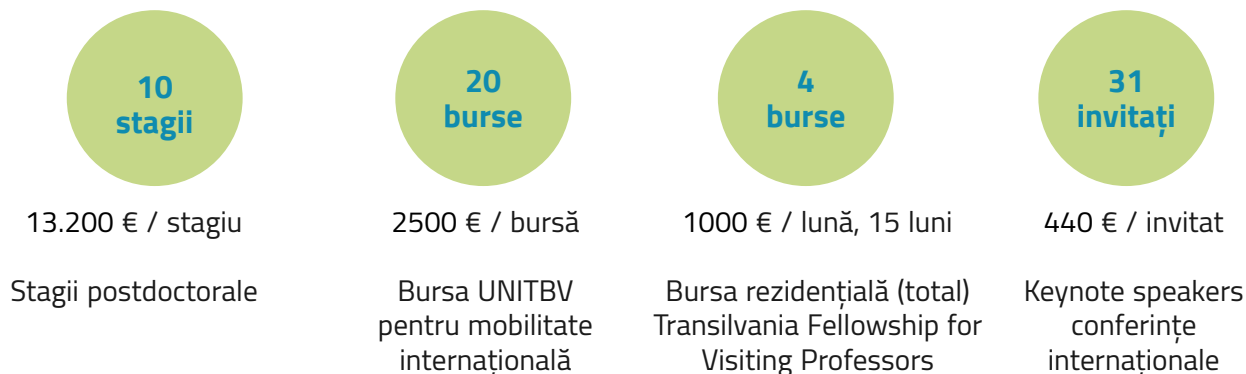 10
stagii
13.200 € / stagiu
Stagii postdoctorale
20
burse
2500 € / bursă
Bursa UNITBV
pentru mobilitate
internațională
4
burse
1000 € / lună, 15 luni
Bursa rezidențială (total)
Transilvania Fellowship for
Visiting Professors
31
invitați
440 € / invitat
Keynote speakers
conferințe
internaționale